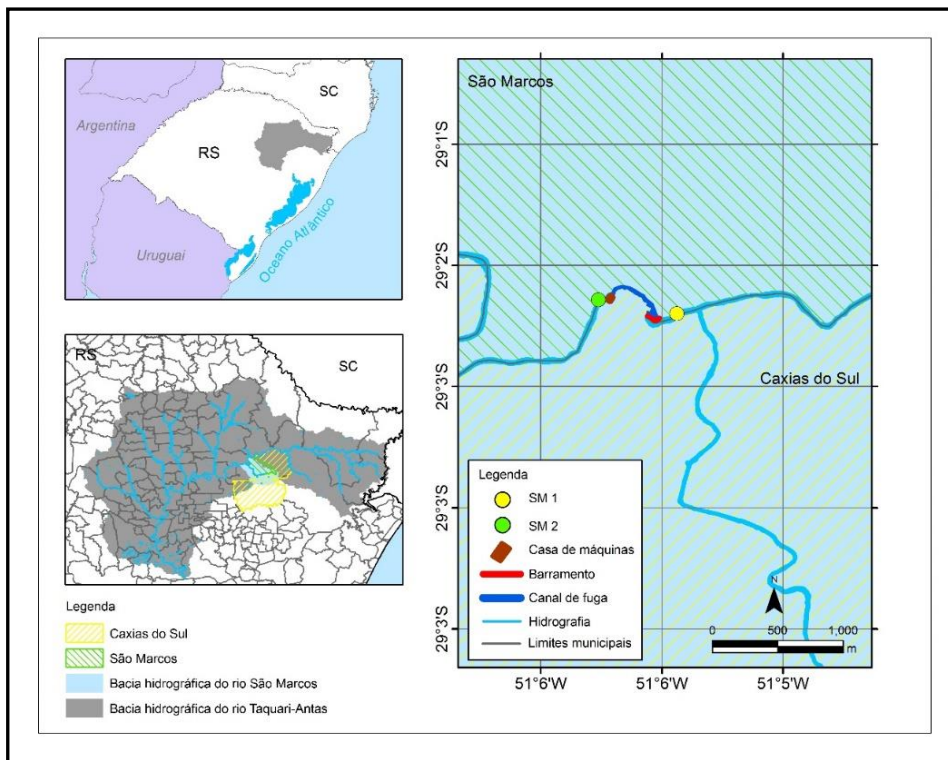 SC
Argentina
RS
Uruguai
Oceano Atlântico
RS
SC
Legenda
Caxias do Sul
São Marcos
Bacia hidrográfica do rio São Marcos
Bacia hidrográfica do rio Taquari-Antas
São Marcos
29°1'S
29°2'S
29°3'S
29°3'S
29°3'S
Caxias do Sul
Legenda
SM 1
SM 2
Casa de máquinas
Barramento
Canal de fuga
Hidrografia
Limites municipais
N
0 500 1,000
m
51°6'W 51°6'W 51°5'W